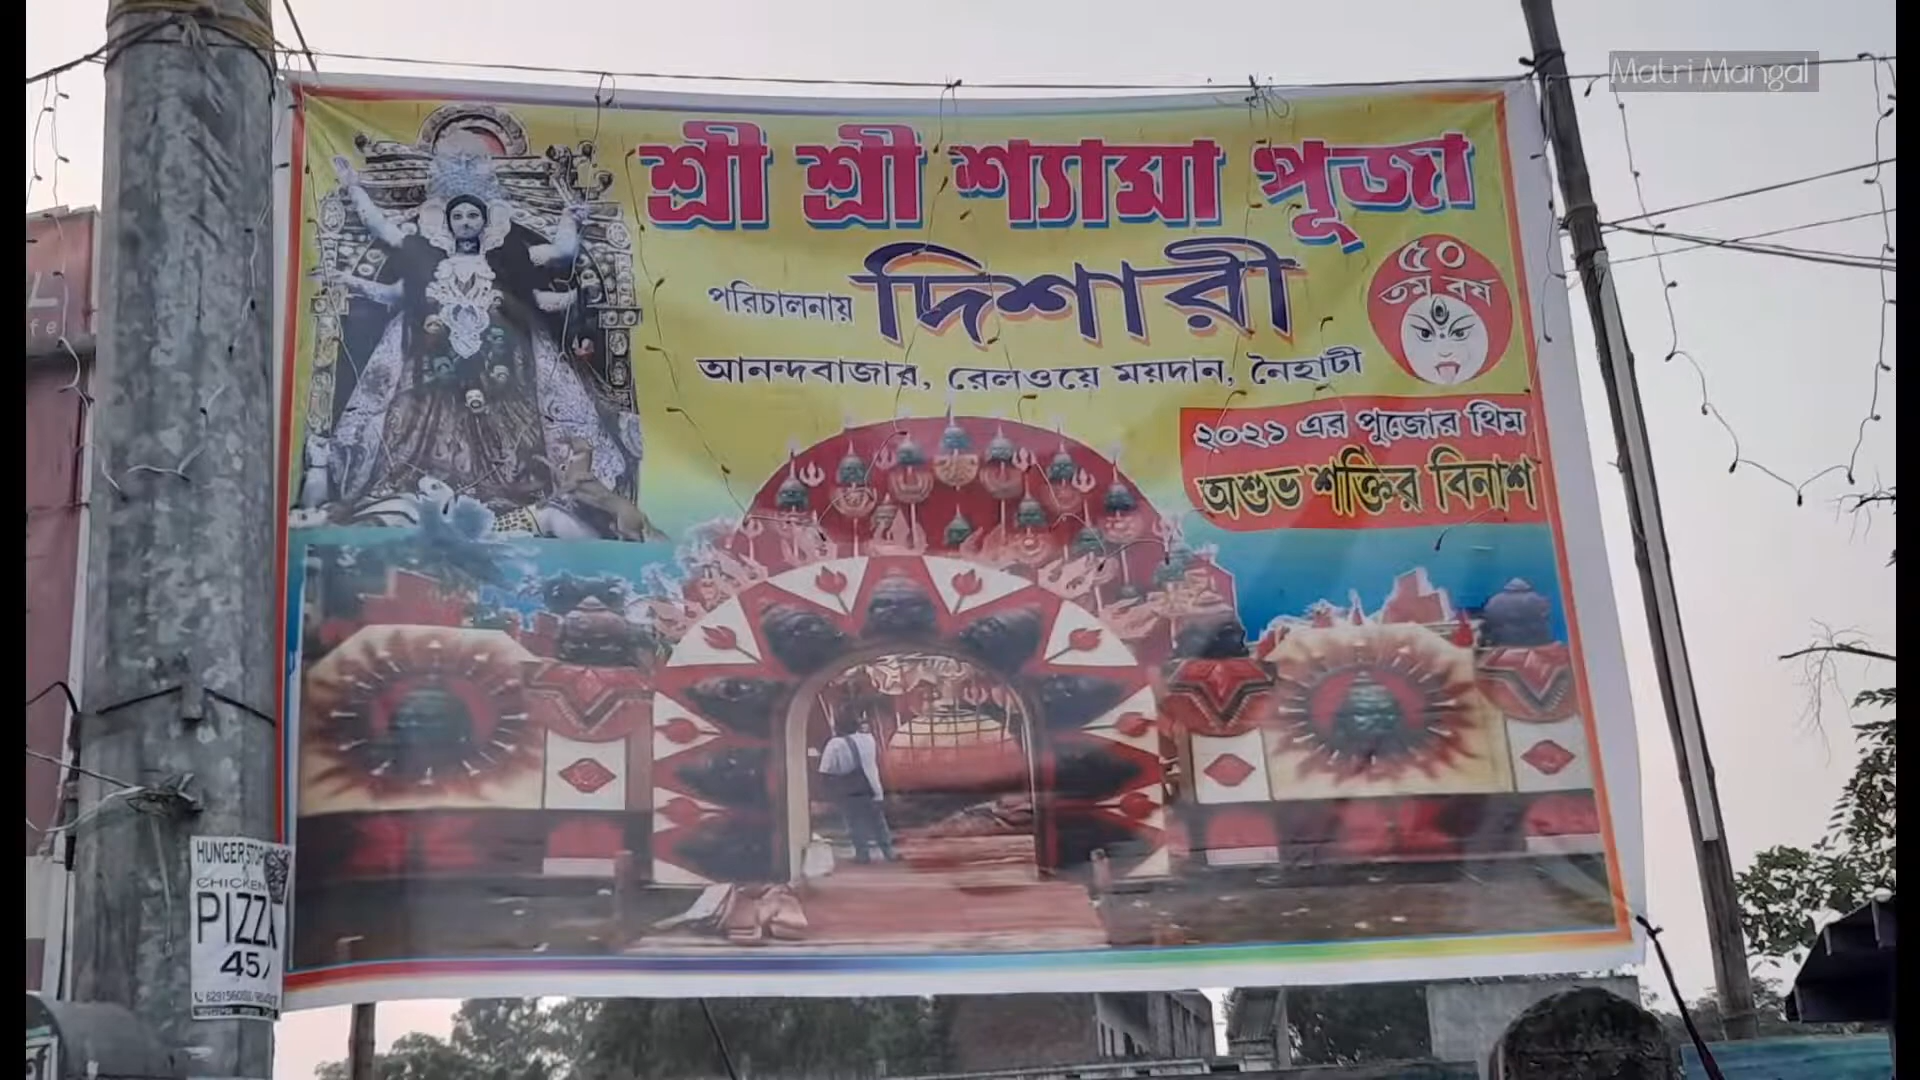 Matri Mangal
শ্রী শ্রী শ্যামা পূজা
পরিচালনায় দিশারী
৫০
তম বর্ষ
আনন্দবাজার, রেলওয়ে ময়দান, নৈহাটী
২০২১ এর পুজোর থিম
অশুভ শক্তির বিনাশ
HUNGER STOP
CHICKEN
PIZZA
45/